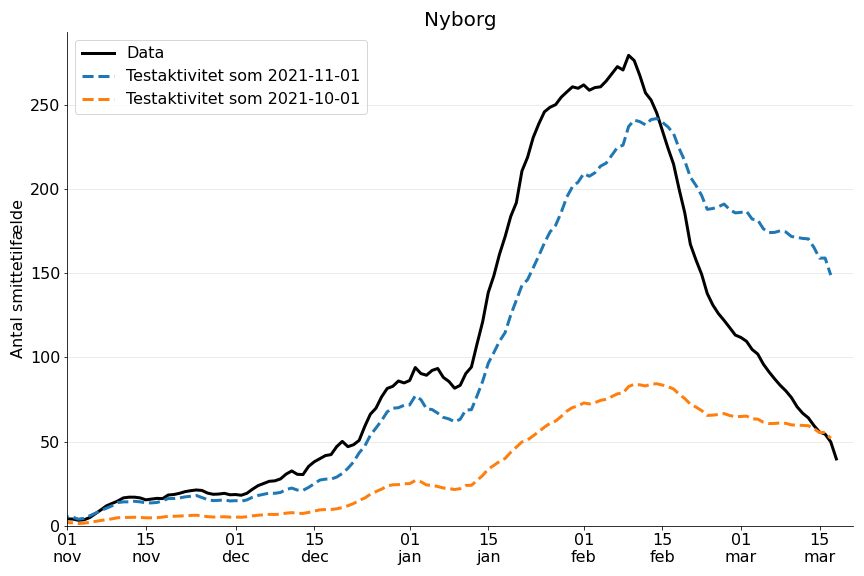 Nyborg
Data
Testaktivitet som 2021-11-01
Testaktivitet som 2021-10-01
Antal smittetilfælde
250
200
150
100
50
0
01 15 01 15 01 15 01 15 01 15
nov nov dec dec jan jan feb feb mar mar